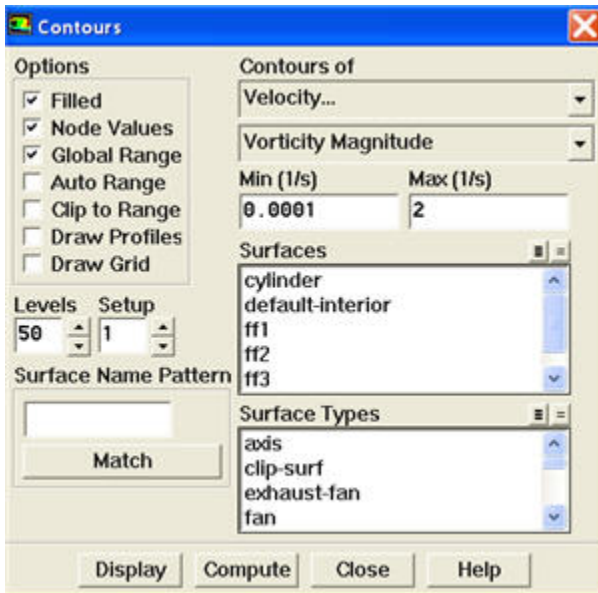 Contours
Options
Filled
Node Values
Global Range
Auto Range
Clip to Range
Draw Profiles
Draw Grid
Levels Setup
50 1
Surface Name Pattern
Match
Contours of
Velocity...
Vorticity Magnitude
Min (1/s) Max (1/s)
0.0001 2
Surfaces
cylinder
default-interior
ff1
ff2
ff3
Surface Types
axis
clip-surf
exhaust-fan
fan
Display Compute Close Help